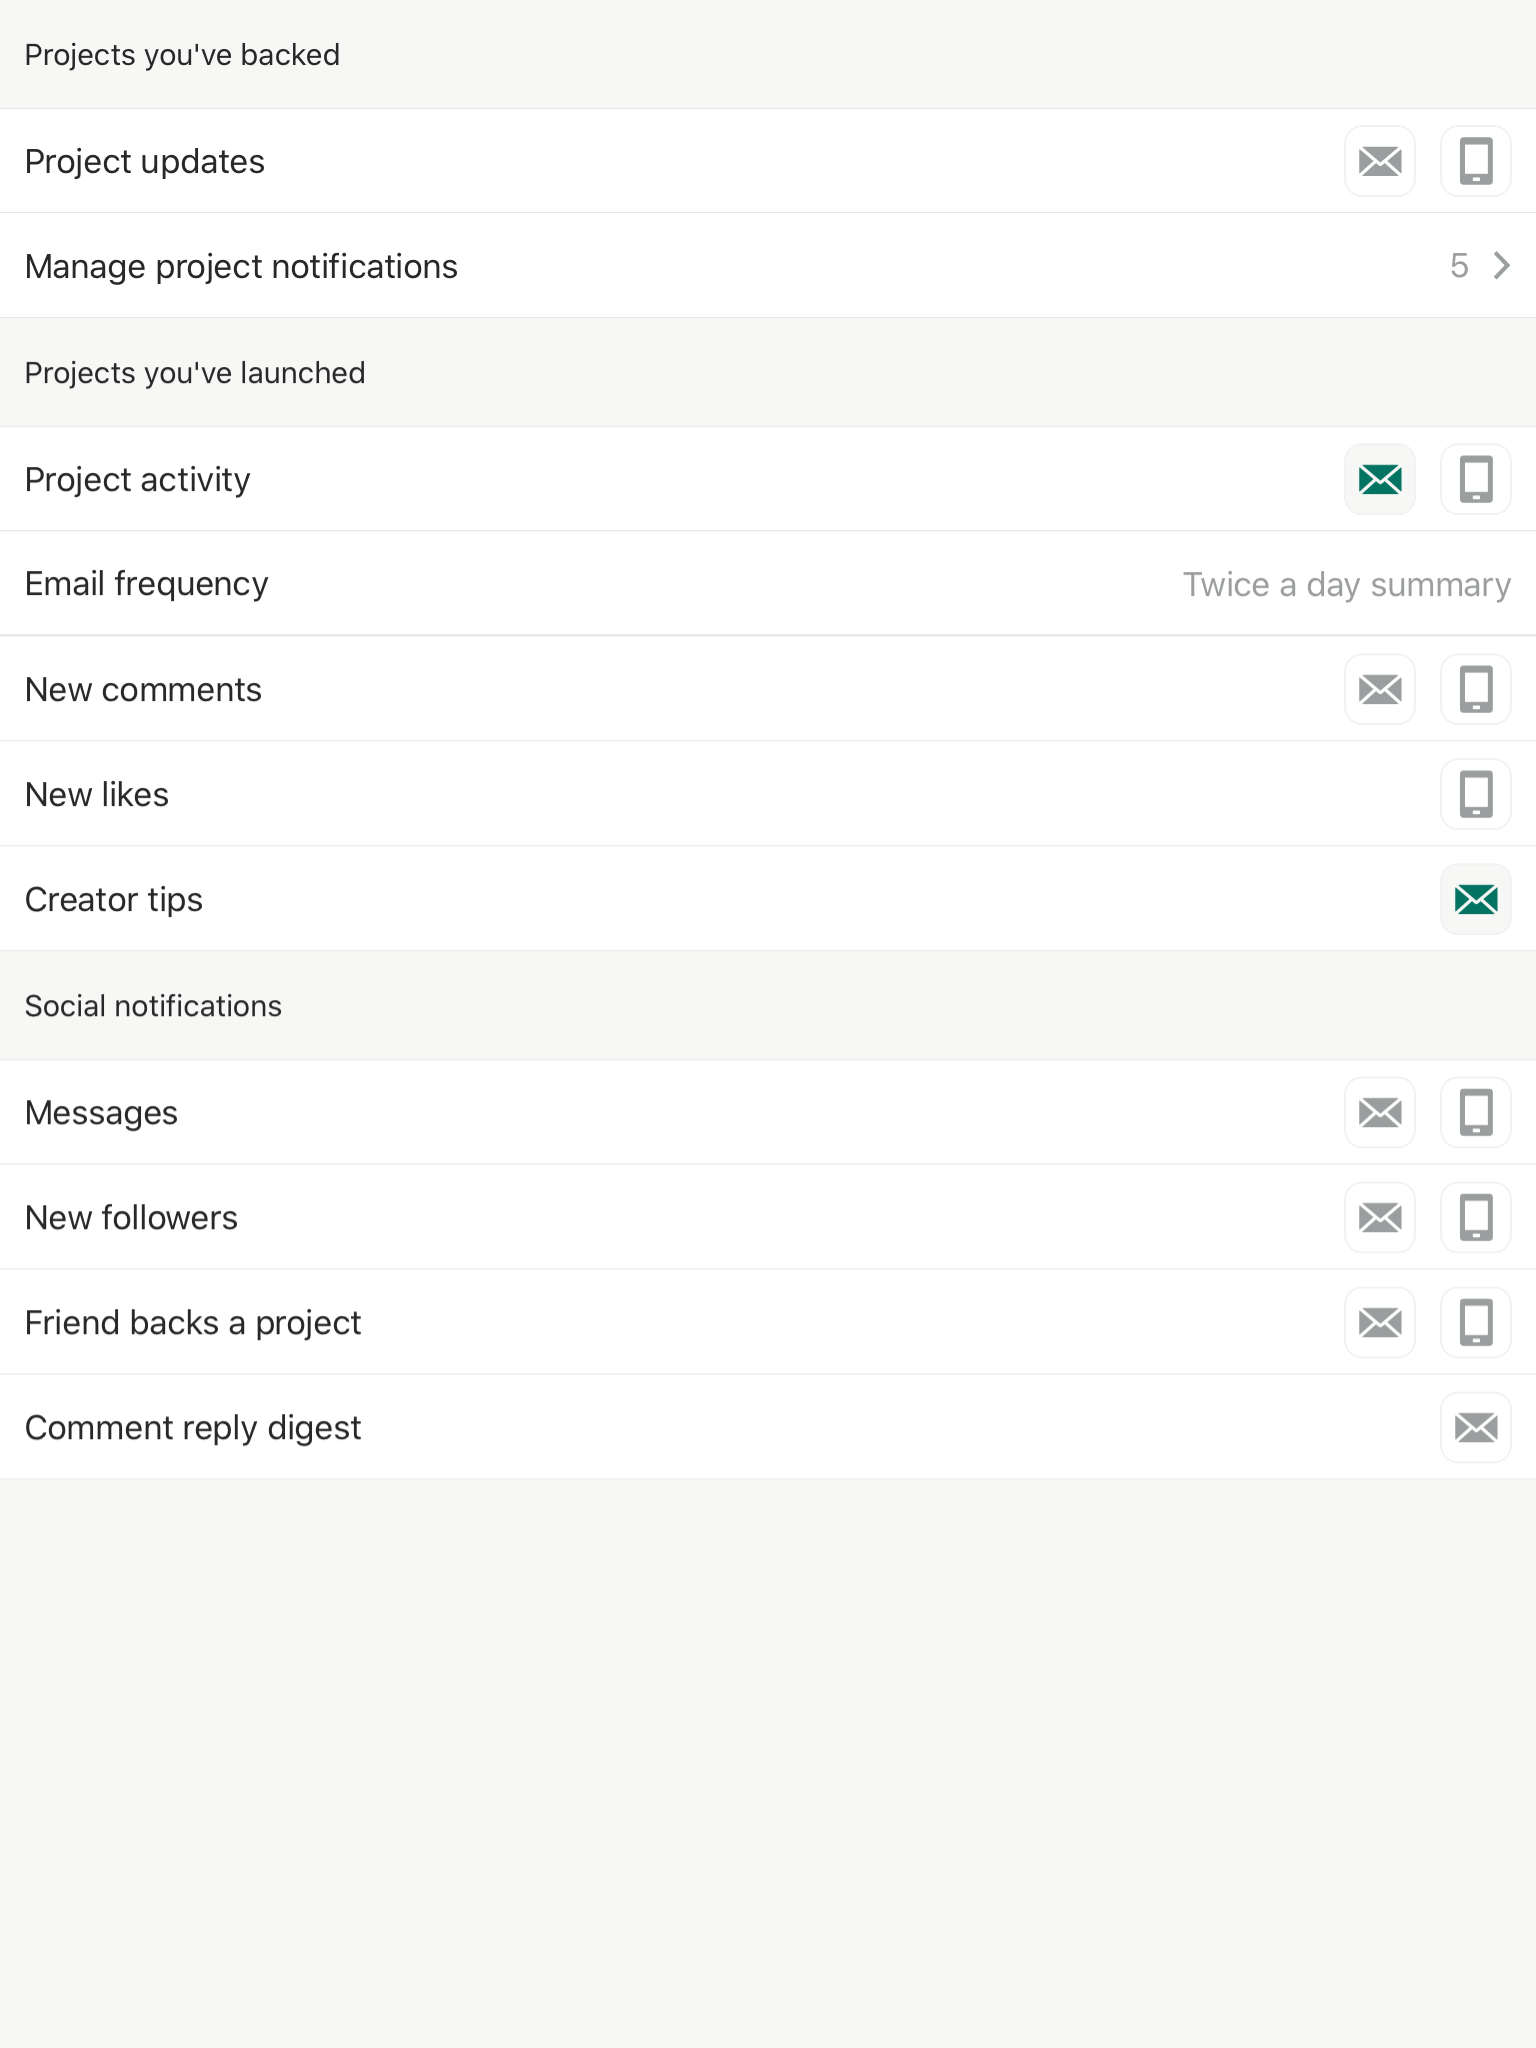 Projects you've backed
Project updates
Manage project notifications 5
Projects you've launched
Project activity
Email frequency Twice a day summary
New comments
New likes
Creator tips
Social notifications
Messages
New followers
Friend backs a project
Comment reply digest